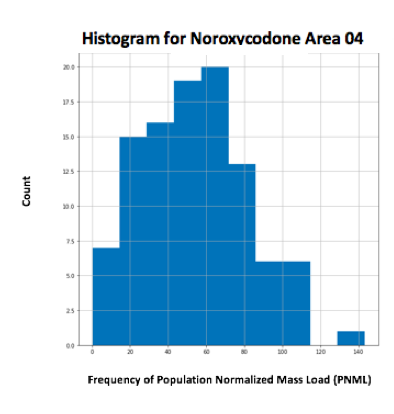 Histogram for Noroxycodone Area 04
20.0
17.5
15.0
12.5
10.0
7.5
5.0
2.5
0.0
Count
0 20 40 60 80 100 120 140
Frequency of Population Normalized Mass Load (PNML)